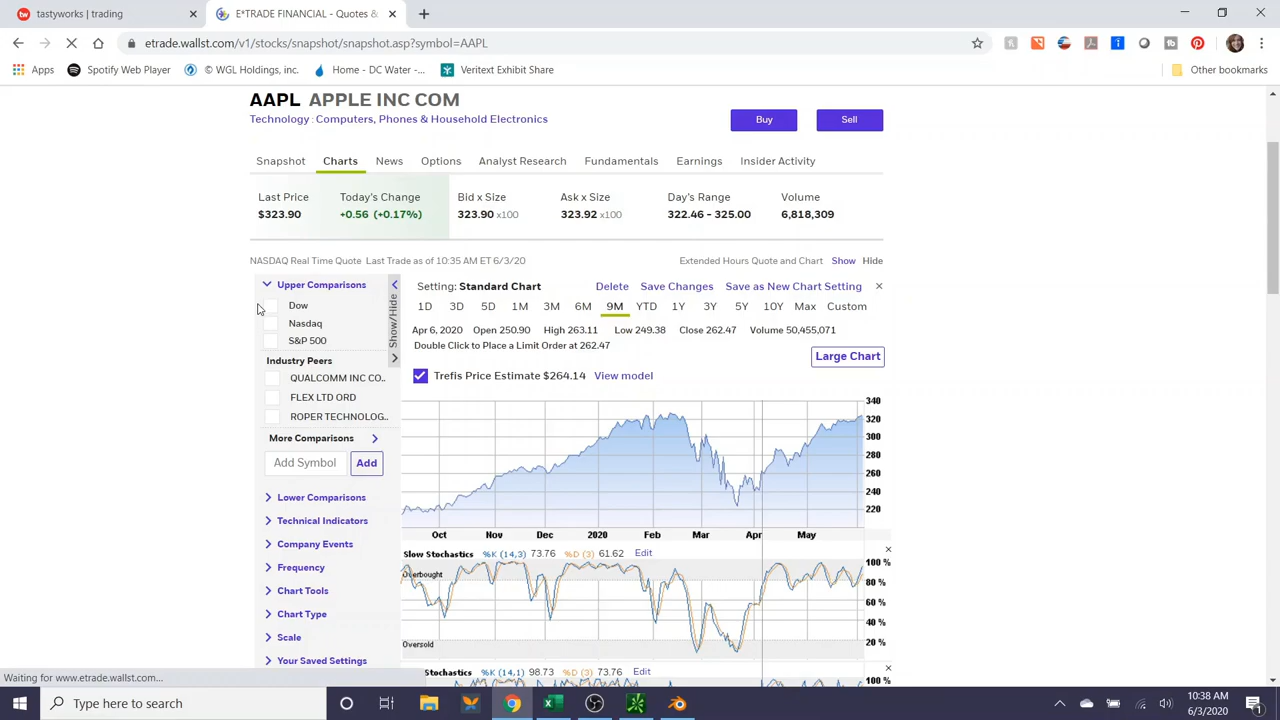 tastyworks | trading
E*TRADE FINANCIAL - Quotes &
etrade.wallst.com/v1/stocks/snapshot/snapshot.asp?symbol=AAPL
Apps
Spotify Web Player
© WGL Holdings, inc.
Home - DC Water -...
Veritext Exhibit Share
Other bookmarks
AAPL APPLE INC COM
Technology : Computers, Phones & Household Electronics
Buy
Sell
Snapshot Charts News Options Analyst Research Fundamentals Earnings Insider Activity
Last Price Today's Change Bid x Size Ask x Size Day's Range Volume
$323.90 +0.56 (+0.17%) 323.90 x100 323.92 x100 322.46 - 325.00 6,818,309
NASDAQ Real Time Quote Last Trade as of 10:35 AM ET 6/3/20 Extended Hours Quote and Chart Show Hide
Upper Comparisons
Dow
Nasdaq
S&P 500
Industry Peers
QUALCOMM INC CO..
FLEX LTD ORD
ROPER TECHNOLOG..
More Comparisons
Add Symbol Add
Lower Comparisons
Technical Indicators
Company Events
Frequency
Chart Tools
Chart Type
Scale
Your Saved Settings
Show/Hide
Setting: Standard Chart Delete Save Changes Save as New Chart Setting
1D 3D 5D 1M 3M 6M 9M YTD 1Y 3Y 5Y 10Y Max Custom
Apr 6, 2020 Open 250.90 High 263.11 Low 249.38 Close 262.47 Volume 50,455,071
Double Click to Place a Limit Order at 262.47
Large Chart
Trefis Price Estimate $264.14 View model
340
320
300
280
260
240
220
Oct Nov Dec 2020 Feb Mar Apr May
Slow Stochastics %K (14,3) 73.76 %D (3) 61.62 Edit
100 %
Overbought
80 %
60 %
40 %
Oversold
20 %
Stochastics %K (14,1) 98.73 %D (3) 73.76 Edit
100 %
Waiting for www.etrade.wallst.com...
Type here to search
10:38 AM
6/3/2020
1